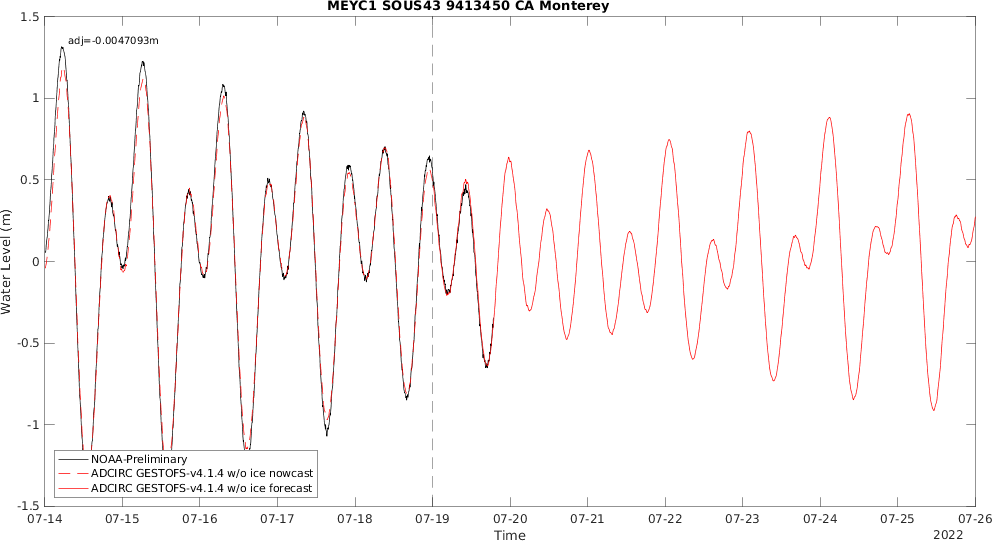 MEYC1 SOUS43 9413450 CA Monterey
adj=-0.0047093m
1.5
1
0.5
0
-0.5
-1
-1.5
Water Level (m)
NOAA-Preliminary
ADCIRC GESTOFS-v4.1.4 w/o ice nowcast
ADCIRC GESTOFS-v4.1.4 w/o ice forecast
07-14 07-15 07-16 07-17 07-18 07-19 07-20 07-21 07-22 07-23 07-24 07-25 07-26
Time
2022